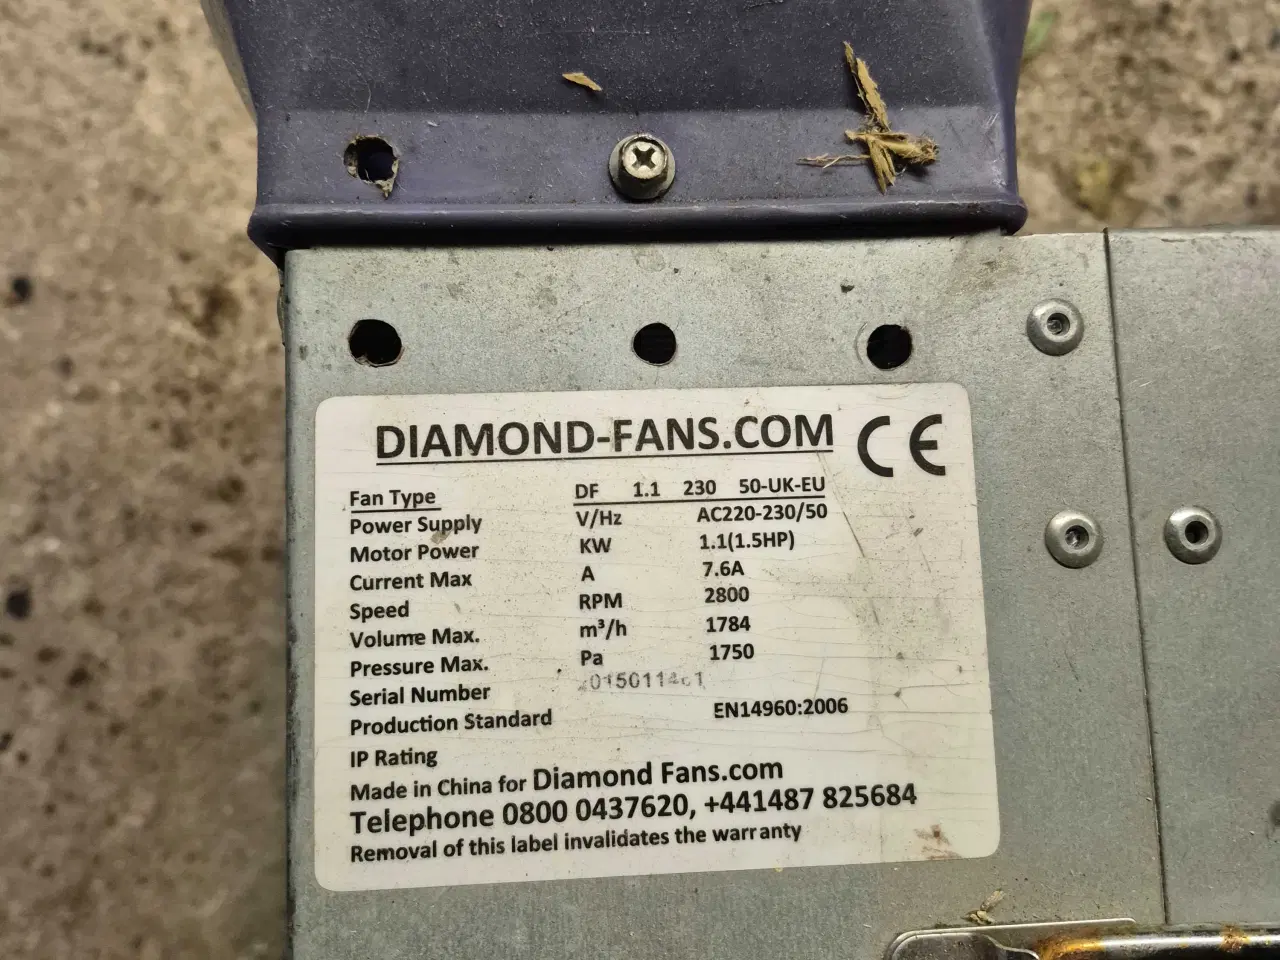 DIAMOND-FANS.COM CE
Fan Type DF 1.1 230 50-UK-EU
Power Supply V/Hz AC220-230/50
Motor Power KW 1.1(1.5HP)
Current Max A 7.6A
Speed RPM 2800
Volume Max. m³/h 1784
Pressure Max. Pa 1750
Serial Number
Production Standard EN14960:2006
IP Rating
Made in China for Diamond Fans.com
Telephone 0800 0437620, +441487 825684
Removal of this label invalidates the warranty